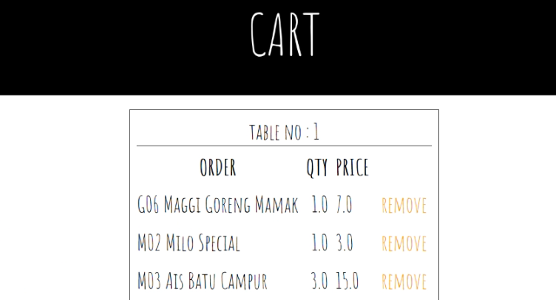 CART
TABLE NO : 1
ORDER QTY PRICE
G06 MAGGI GORENG MAMAK 1.0 7.0 REMOVE
M02 MILO SPECIAL 1.0 3.0 REMOVE
M03 AIS BATU CAMPUR 3.0 15.0 REMOVE